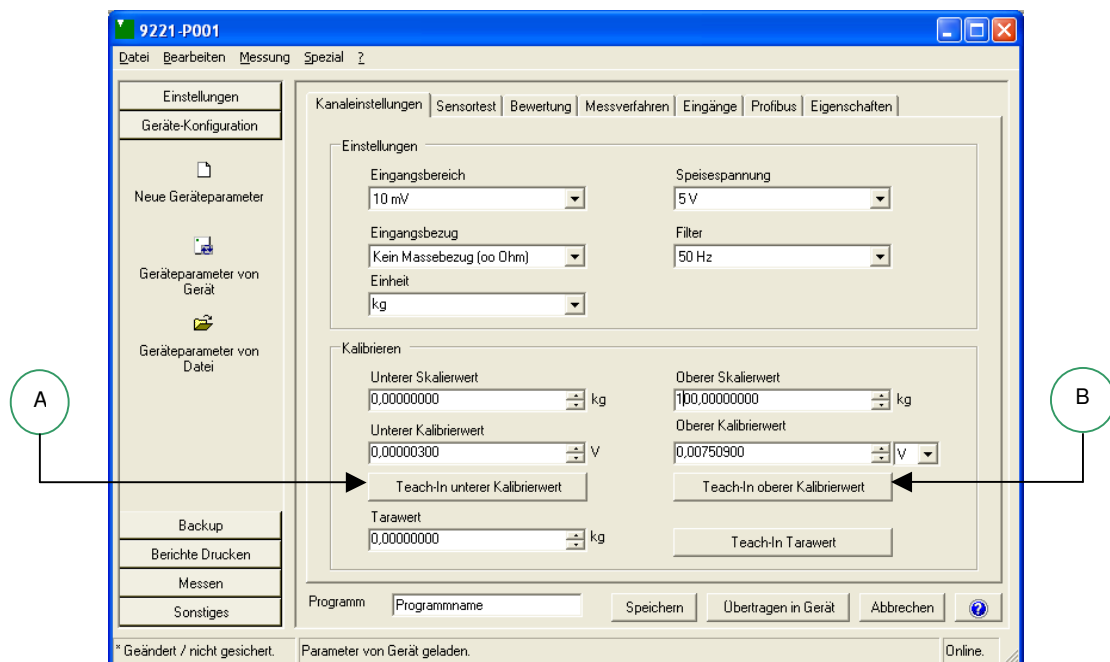 9221-P001
Datei Bearbeiten Messung Spezial ?
Einstellungen
Geräte-Konfiguration
Neue Geräteparameter
Geräteparameter von
Gerät
Geräteparameter von
Datei
Backup
Berichte Drucken
Messen
Sonstiges
Kanaleinstellungen Sensortest Bewertung Messverfahren Eingänge Profibus Eigenschaften
Einstellungen
Eingangsbereich Speisespannung
10 mV 5 V
Eingangsbezug Filter
Kein Massebezug (oo Ohm) 50 Hz
Einheit
kg
Kalibrieren
Unterer Skalierwert Oberer Skalierwert
0,00000000 kg 100,00000000 kg
Unterer Kalibrierwert Oberer Kalibrierwert
0,00000300 V 0,00750900 V
Teach-In unterer Kalibrierwert Teach-In oberer Kalibrierwert
Tarawert
0,00000000 kg Teach-In Tarawert
Programm Programmname Speichern Übertragen in Gerät Abbrechen ?
* Geändert / nicht gesichert. Parameter von Gerät geladen. Online.
A
B